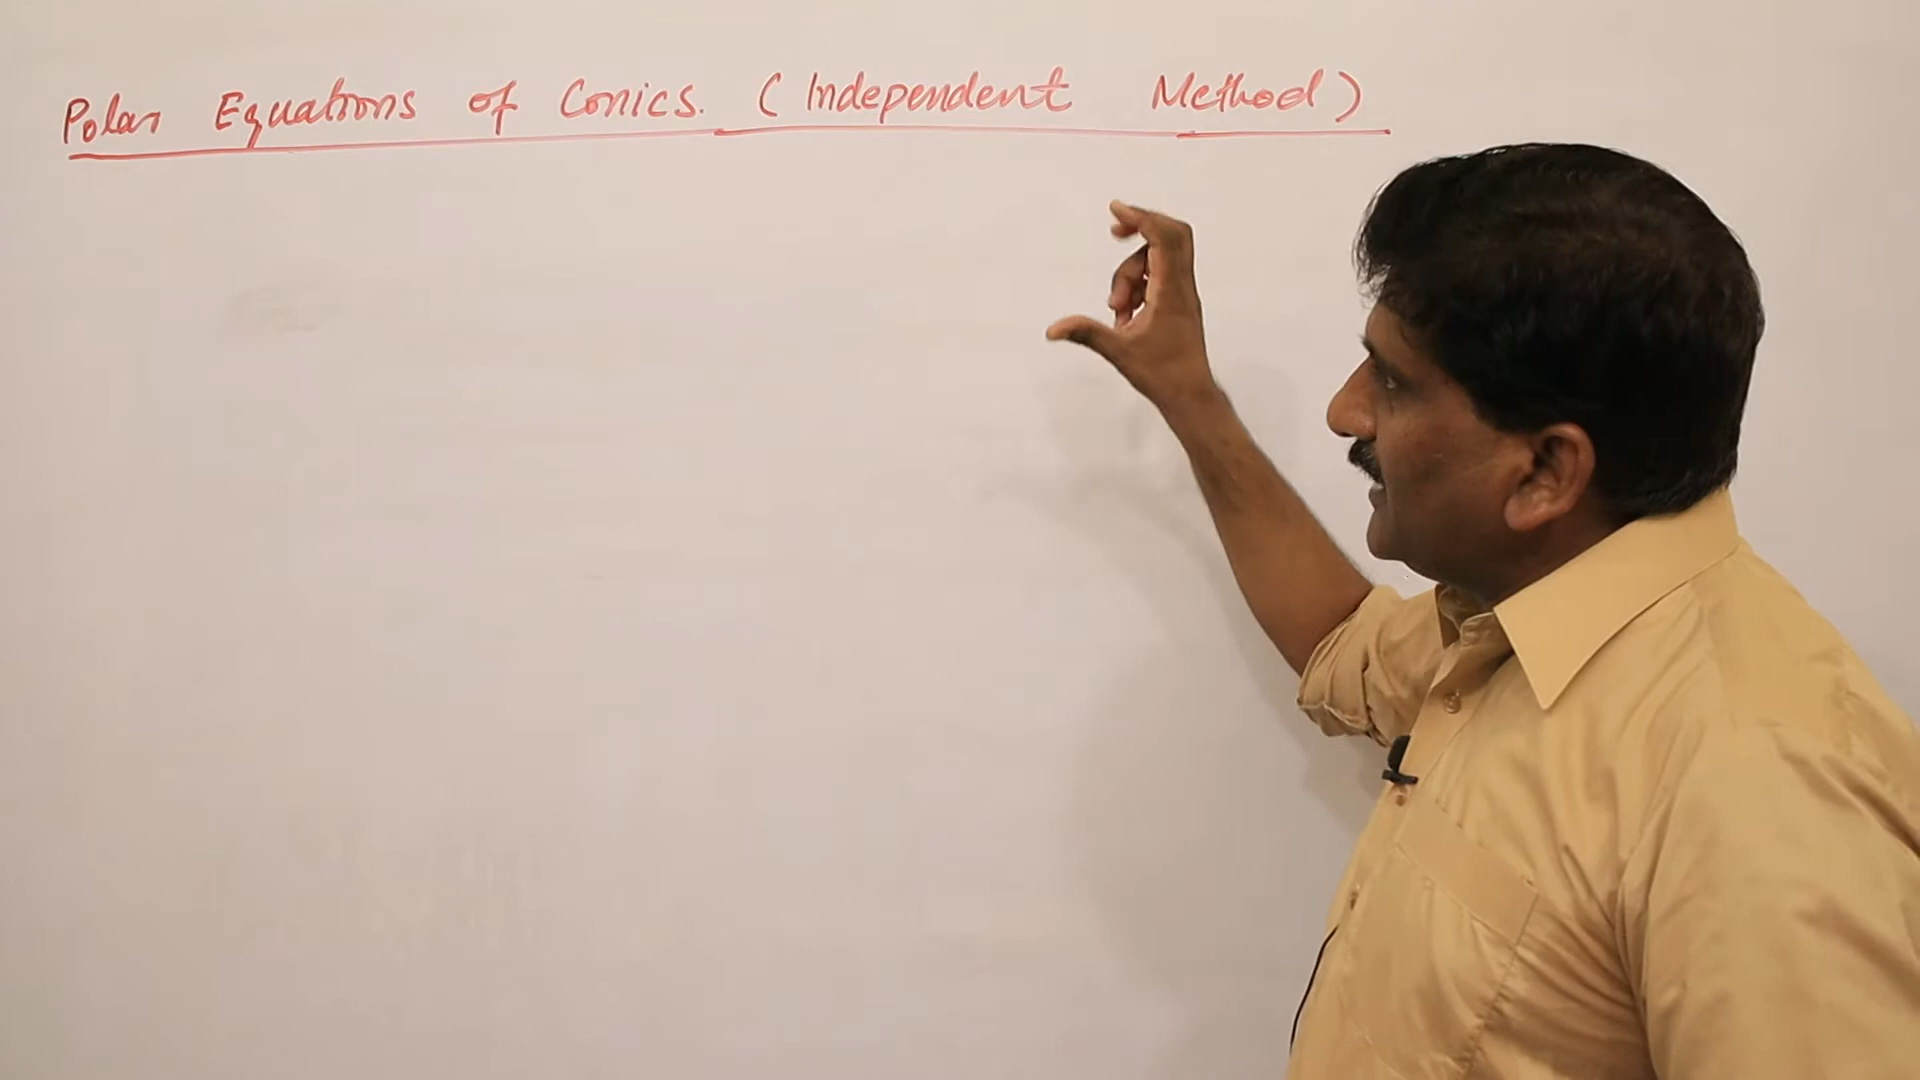 Polar Equations of Conics. (Independent Method)